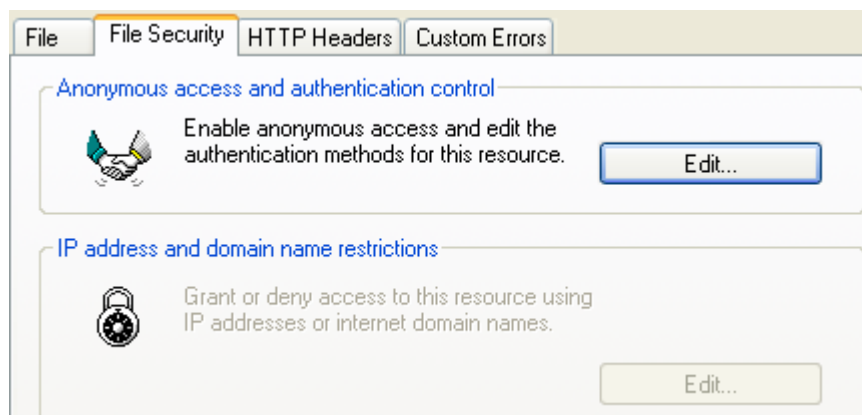 File
File Security
HTTP Headers
Custom Errors
Anonymous access and authentication control
Enable anonymous access and edit the
authentication methods for this resource.
Edit...
IP address and domain name restrictions
Grant or deny access to this resource using
IP addresses or internet domain names.
Edit...